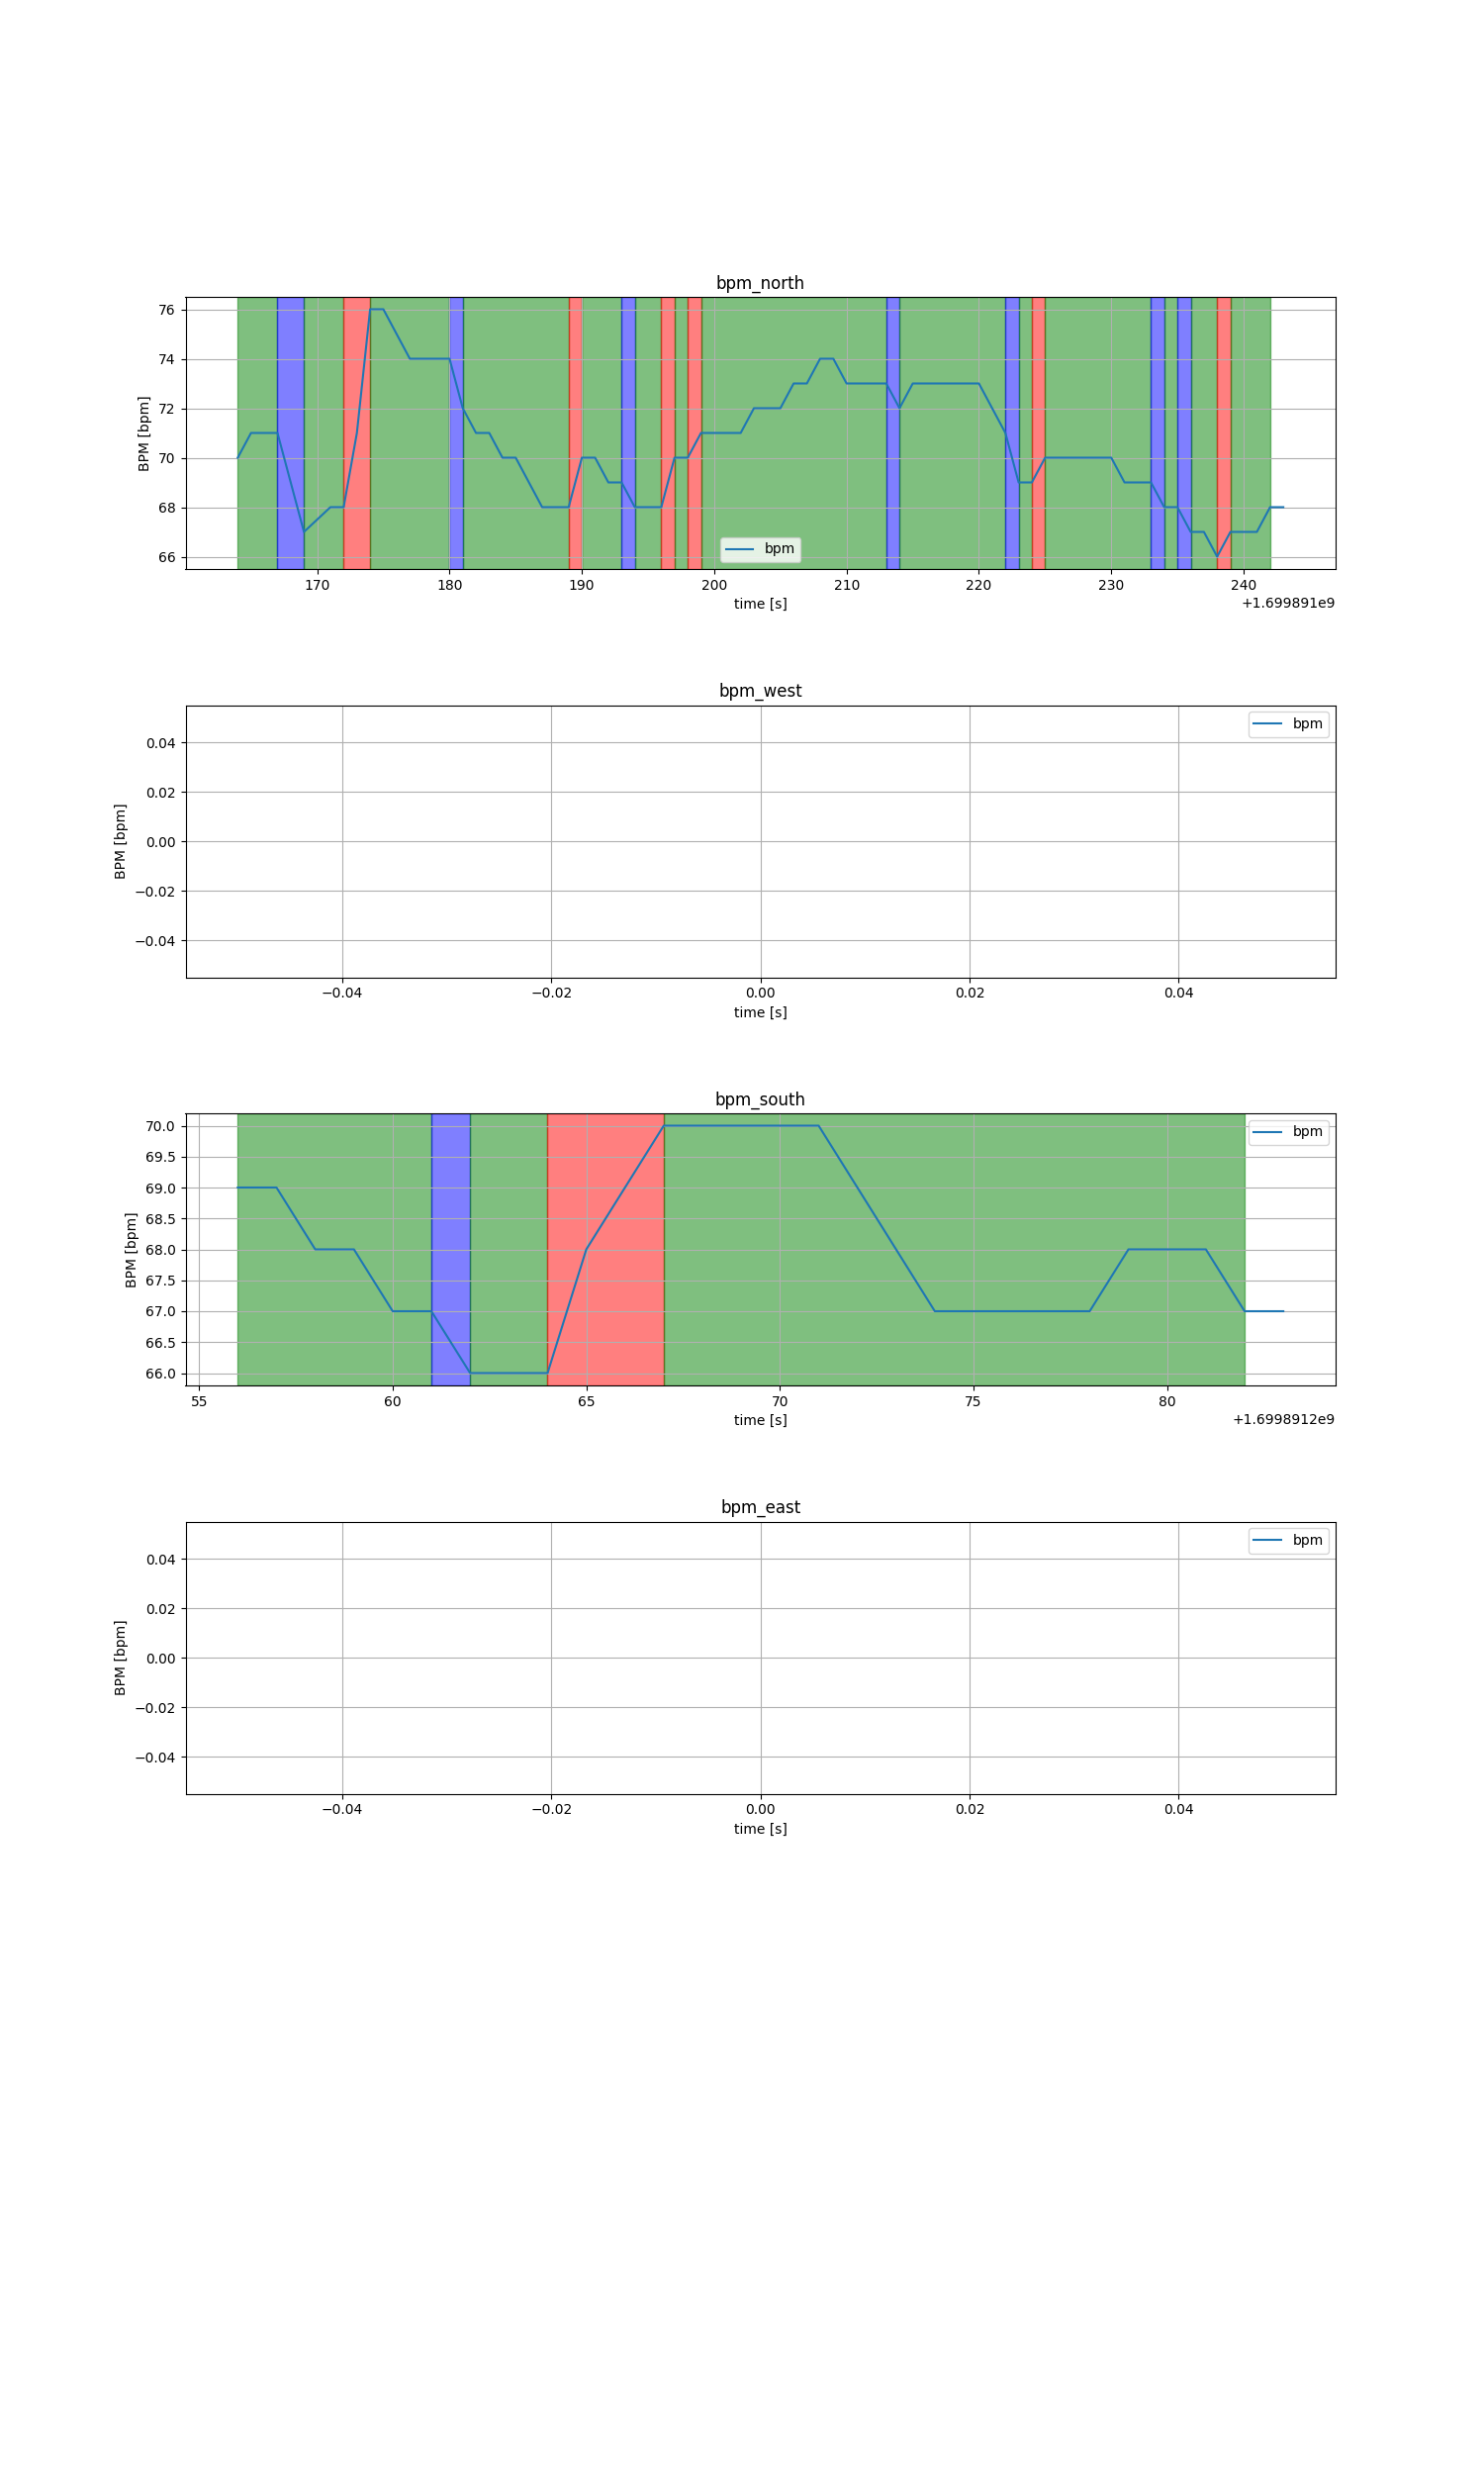 bpm_north
76
74
72
70
68
66
BPM [bpm]
bpm
170 180 190 200 210 220 230 240
time [s]
+1.699891e9
bpm_west
0.04
0.02
0.00
−0.02
−0.04
BPM [bpm]
bpm
−0.04 −0.02 0.00 0.02 0.04
time [s]
bpm_south
70.0
69.5
69.0
68.5
68.0
67.5
67.0
66.5
66.0
BPM [bpm]
bpm
55 60 65 70 75 80
time [s]
+1.6998912e9
bpm_east
0.04
0.02
0.00
−0.02
−0.04
BPM [bpm]
bpm
−0.04 −0.02 0.00 0.02 0.04
time [s]